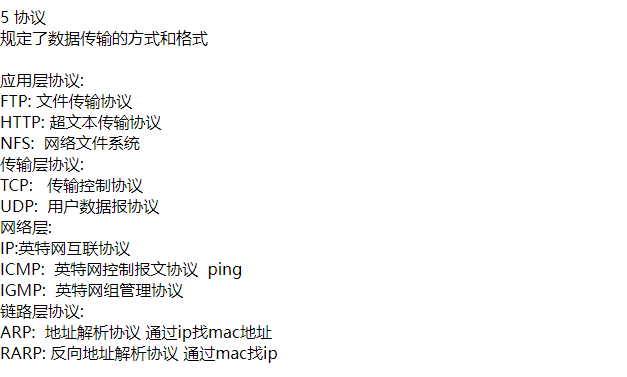 5 协议
规定了数据传输的方式和格式
应用层协议:
FTP: 文件传输协议
HTTP: 超文本传输协议
NFS:  网络文件系统
传输层协议:
TCP:   传输控制协议
UDP:  用户数据报协议
网络层:
IP:英特网互联协议
ICMP:  英特网控制报文协议  ping
IGMP:  英特网组管理协议
链路层协议:
ARP:  地址解析协议 通过ip找mac地址
RARP: 反向地址解析协议 通过mac找ip